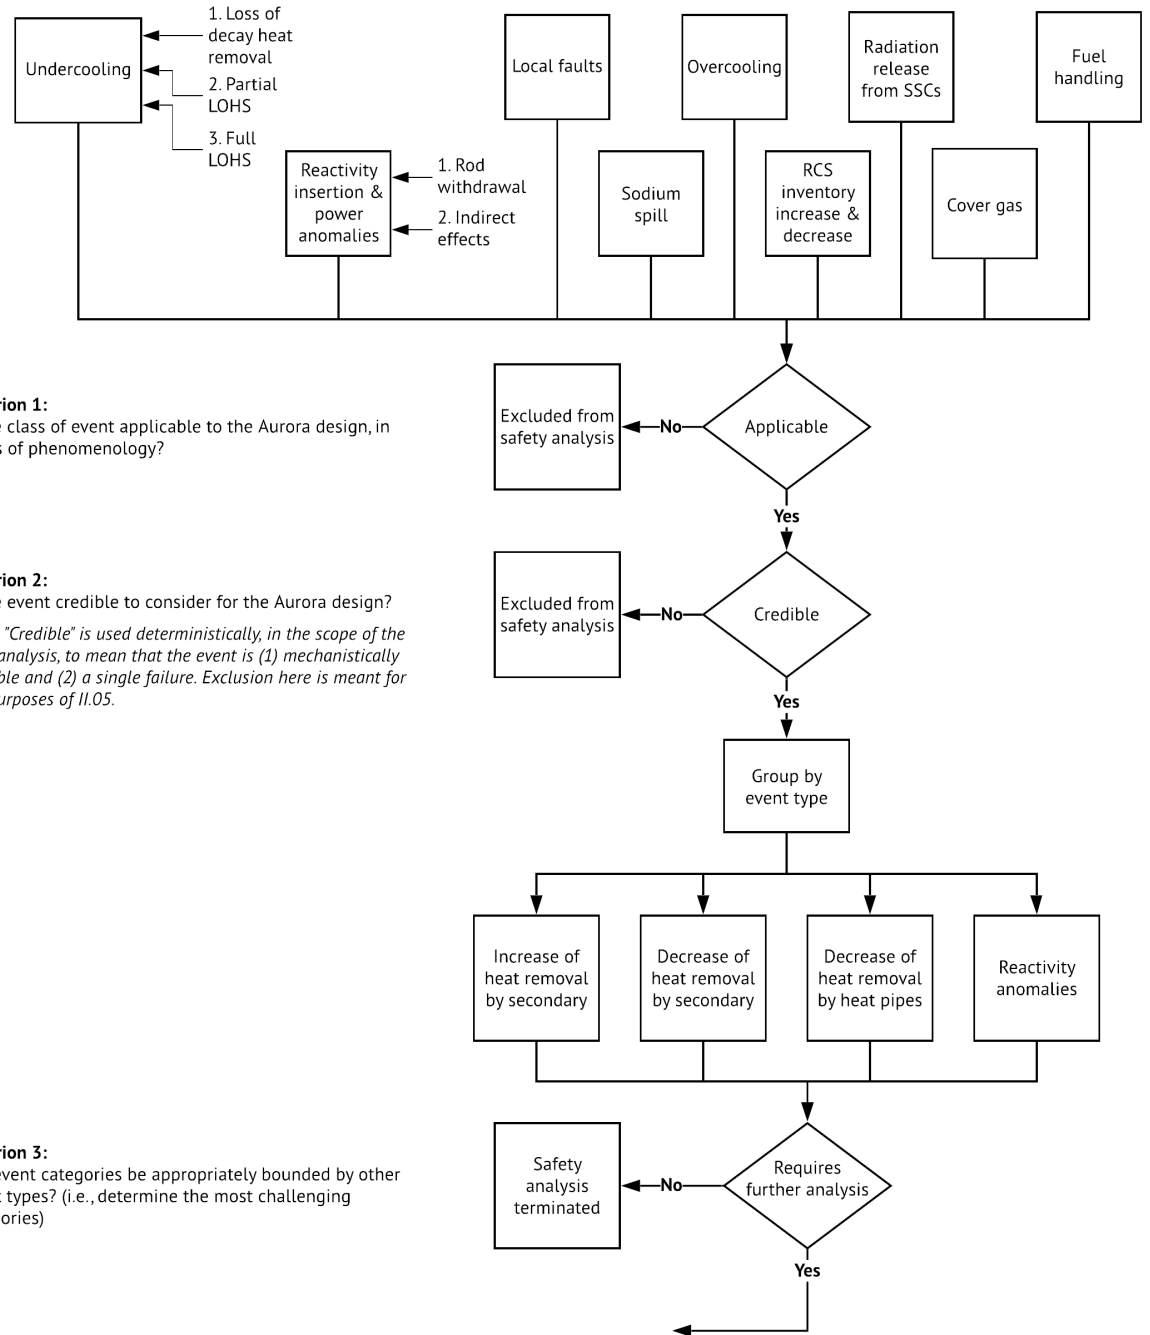 1. Loss of
decay heat
removal
Undercooling
2. Partial
LOHS
3. Full
LOHS
Reactivity
insertion &
power
anomalies
1. Rod
withdrawal
2. Indirect
effects
Local faults
Sodium
spill
Overcooling
RCS
inventory
increase &
decrease
Radiation
release
from SSCs
Cover gas
Fuel
handling
1:
class of event applicable to the Aurora design, in
of phenomenology?
Excluded from
safety analysis
No
Applicable
Yes
2:
event credible to consider for the Aurora design?
"Credible" is used deterministically, in the scope of the
analysis, to mean that the event is (1) mechanistically
and (2) a single failure. Exclusion here is meant for
of II.05.
Excluded from
safety analysis
No
Credible
Yes
Group by
event type
Increase of
heat removal
by secondary
Decrease of
heat removal
by secondary
Decrease of
heat removal
by heat pipes
Reactivity
anomalies
3:
event categories be appropriately bounded by other
types? (i.e., determine the most challenging
Safety
analysis
terminated
No
Requires
further analysis
Yes